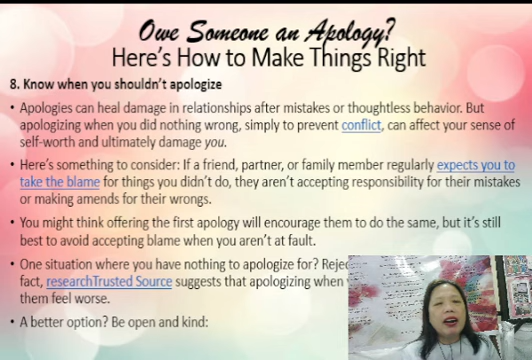 Owe Someone an Apology?
Here's How to Make Things Right
8. Know when you shouldn't apologize
• Apologies can heal damage in relationships after mistakes or thoughtless behavior. But
apologizing when you did nothing wrong, simply to prevent conflict, can affect your sense of
self-worth and ultimately damage you.
• Here's something to consider: If a friend, partner, or family member regularly expects you to
take the blame for things you didn't do, they aren't accepting responsibility for their mistakes
or making amends for their wrongs.
• You might think offering the first apology will encourage them to do the same, but it's still
best to avoid accepting blame when you aren't at fault.
• One situation where you have nothing to apologize for? Rejec
fact, researchTrusted Source suggests that apologizing when
them feel worse.
• A better option? Be open and kind: